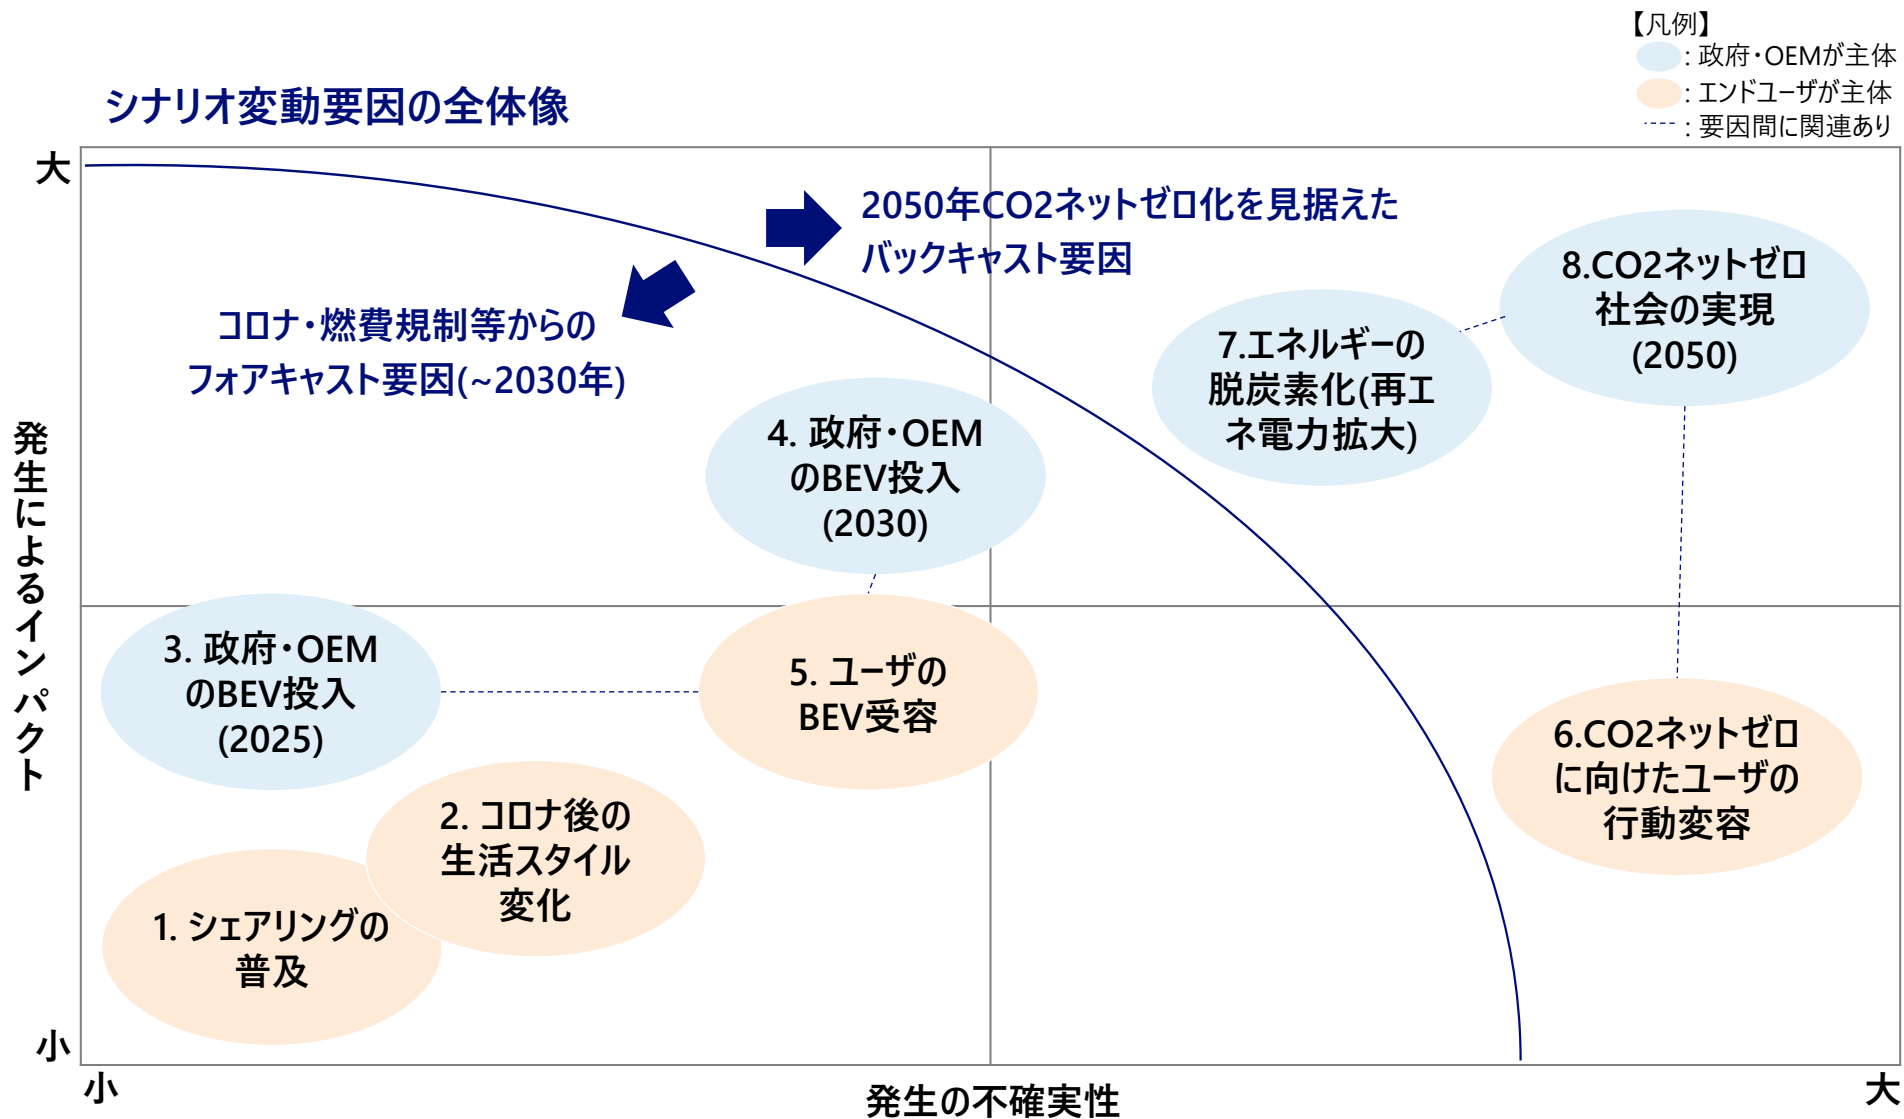 【凡例】
：政府・OEMが主体
：エンドユーザが主体
：要因間に関連あり
シナリオ変動要因の全体像
大
2050年CO2ネットゼロ化を見据えた
バックキャスト要因
コロナ・燃費規制等からの
フォアキャスト要因(~2030年)
8.CO2ネットゼロ
社会の実現
(2050)
7.エネルギーの
脱炭素化(再エ
ネ電力拡大)
4. 政府・OEM
のBEV投入
(2030)
発生によるインパクト
3. 政府・OEM
のBEV投入
(2025)
5. ユーザの
BEV受容
6.CO2ネットゼロ
に向けたユーザの
行動変容
2. コロナ後の
生活スタイル
変化
1. シェアリングの
普及
小
小
発生の不確実性
大